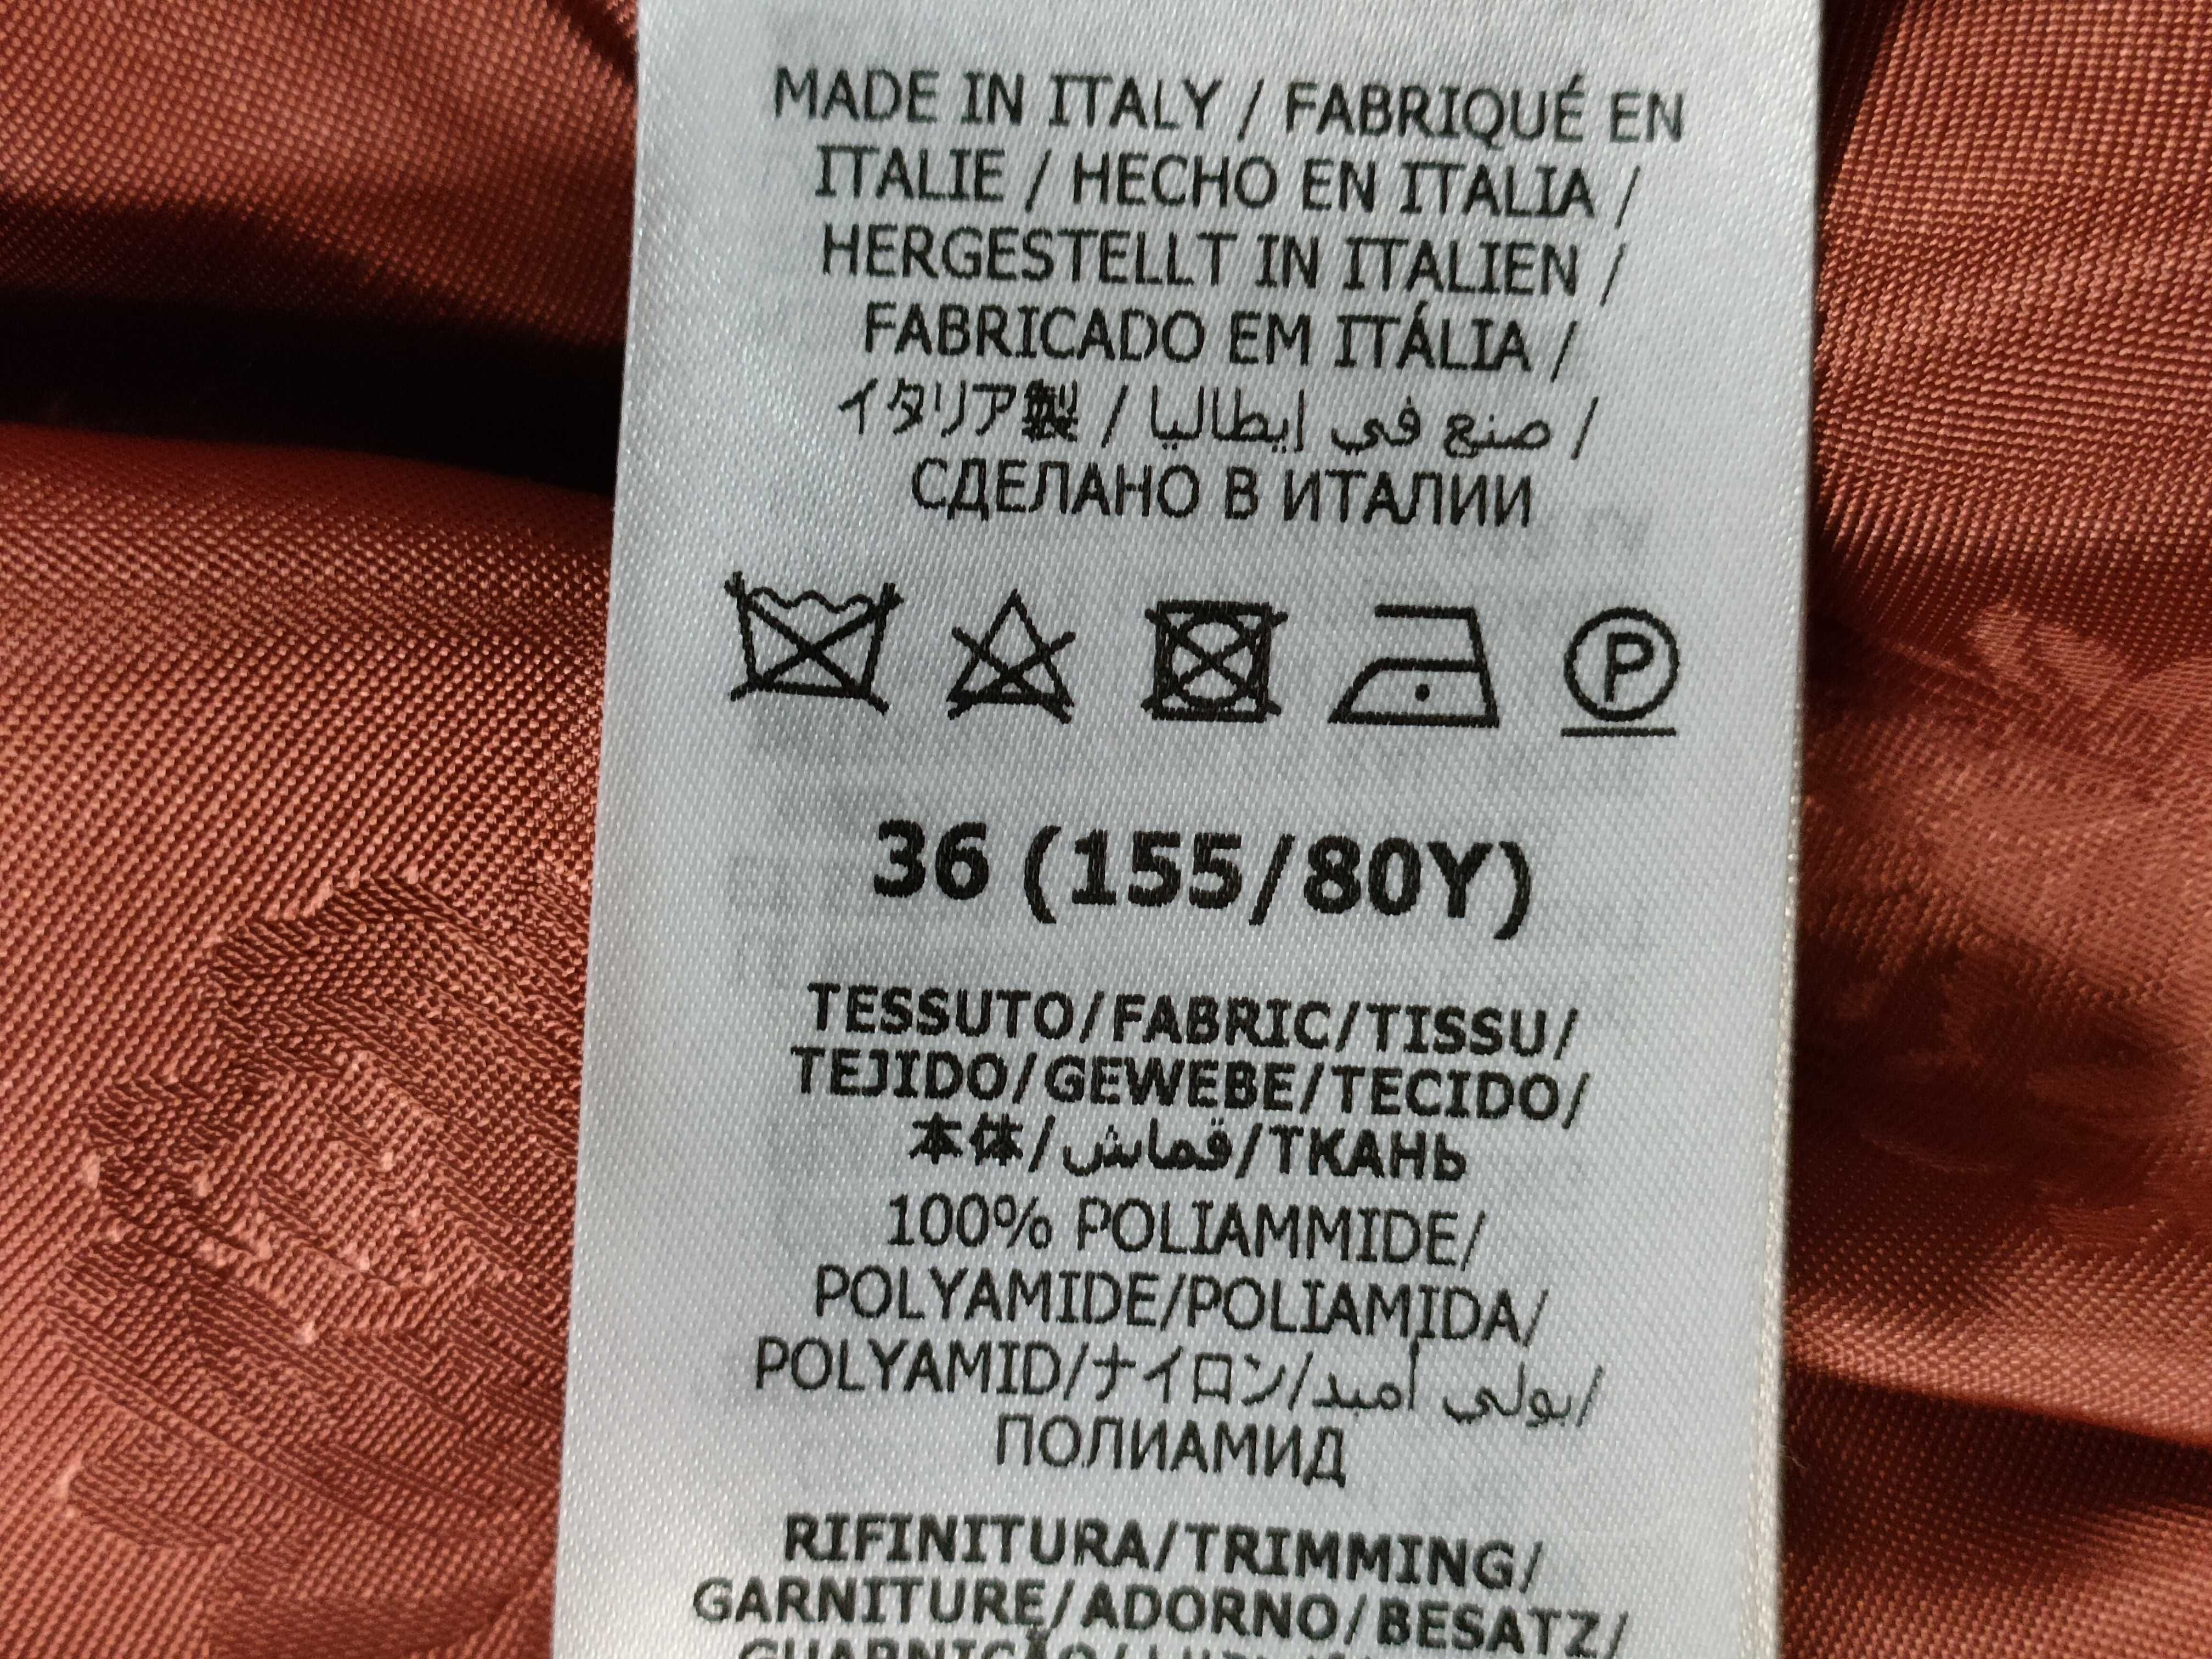 MADE IN ITALY / FABRIQUÉ EN
ITALIE / HECHO EN ITALIA /
HERGESTELLT IN ITALIEN /
FABRICADO EM ITÁLIA /
イタリア製 / صنع في إيطاليا /
СДЕЛАНО В ИТАЛИИ
P
36 (155/80Y)
TESSUTO/FABRIC/TISSU/
TEJIDO/GEWEBE/TECIDO/
本体/قماش/ТКАНЬ
100% POLIAMMIDE/
POLYAMIDE/POLIAMIDA/
POLYAMID/ナイロン/بولي أميد/
ПОЛИАМИД
RIFINITURA/TRIMMING/
GARNITURE/ADORNO/BESATZ/
GUARNIÇÃO/